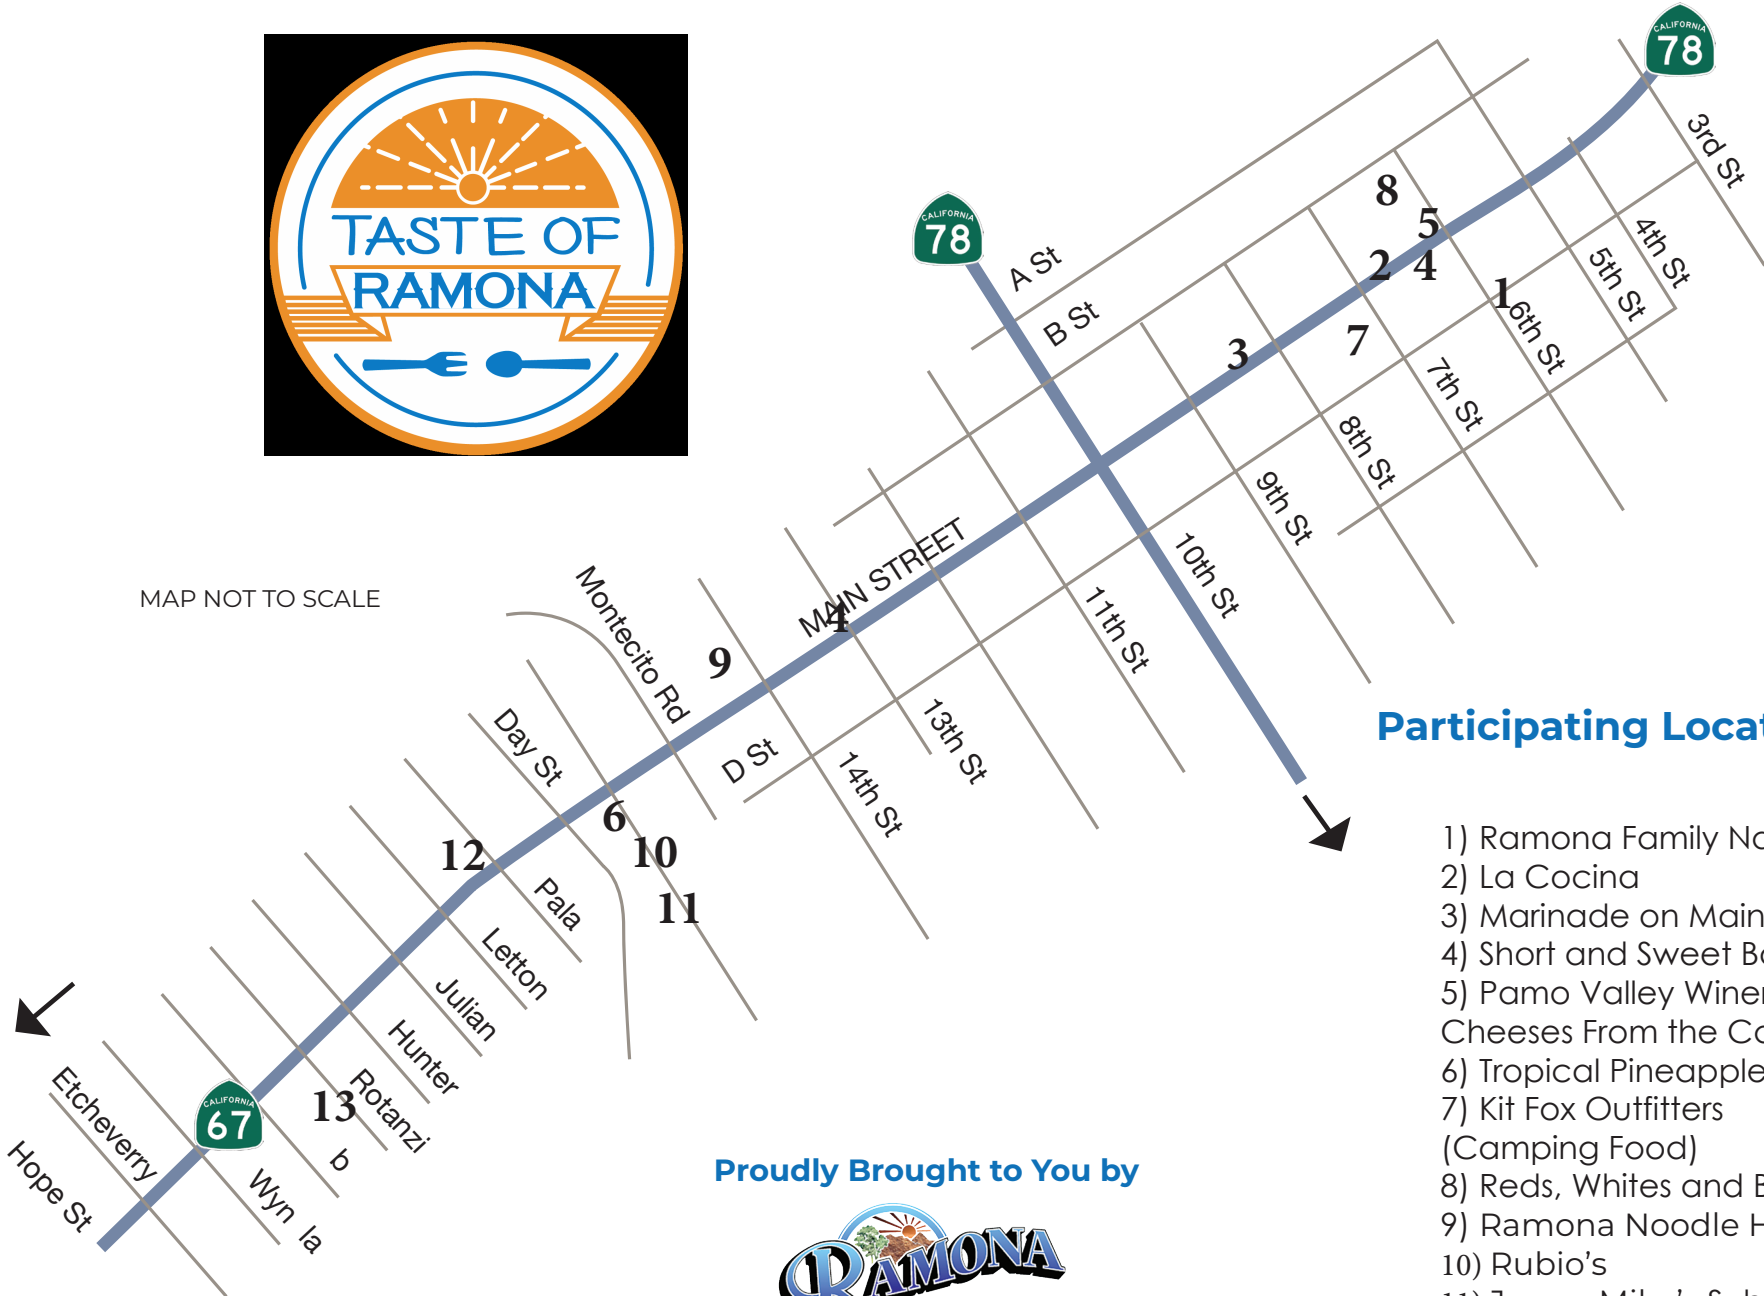 CALIFORNIA
78
3rd St
TASTE OF
RAMONA
CALIFORNIA
78
A St
B St
8
5
2
4
1
4th St
5th St
6th St
3
7
7th St
8th St
9th St
10th St
11th St
MAP NOT TO SCALE
Montecito Rd
MAIN STREET
4
9
D St
13th St
14th St
Day St
6
12
10
11
Pala
Letton
Julian
Hunter
Rotanzi
13
b
CALIFORNIA
67
Etcheverry
Wyn la
Hope St
Participating
1) Ramona Family
2) La Cocina
3) Marinade on Main
4) Short and Sweet
5) Pamo Valley
Cheeses From the
6) Tropical Pineapple
7) Kit Fox Outfitters
(Camping Food)
8) Reds, Whites and
9) Ramona Noodle
10) Rubio's
Proudly Brought to You by
RAMONA